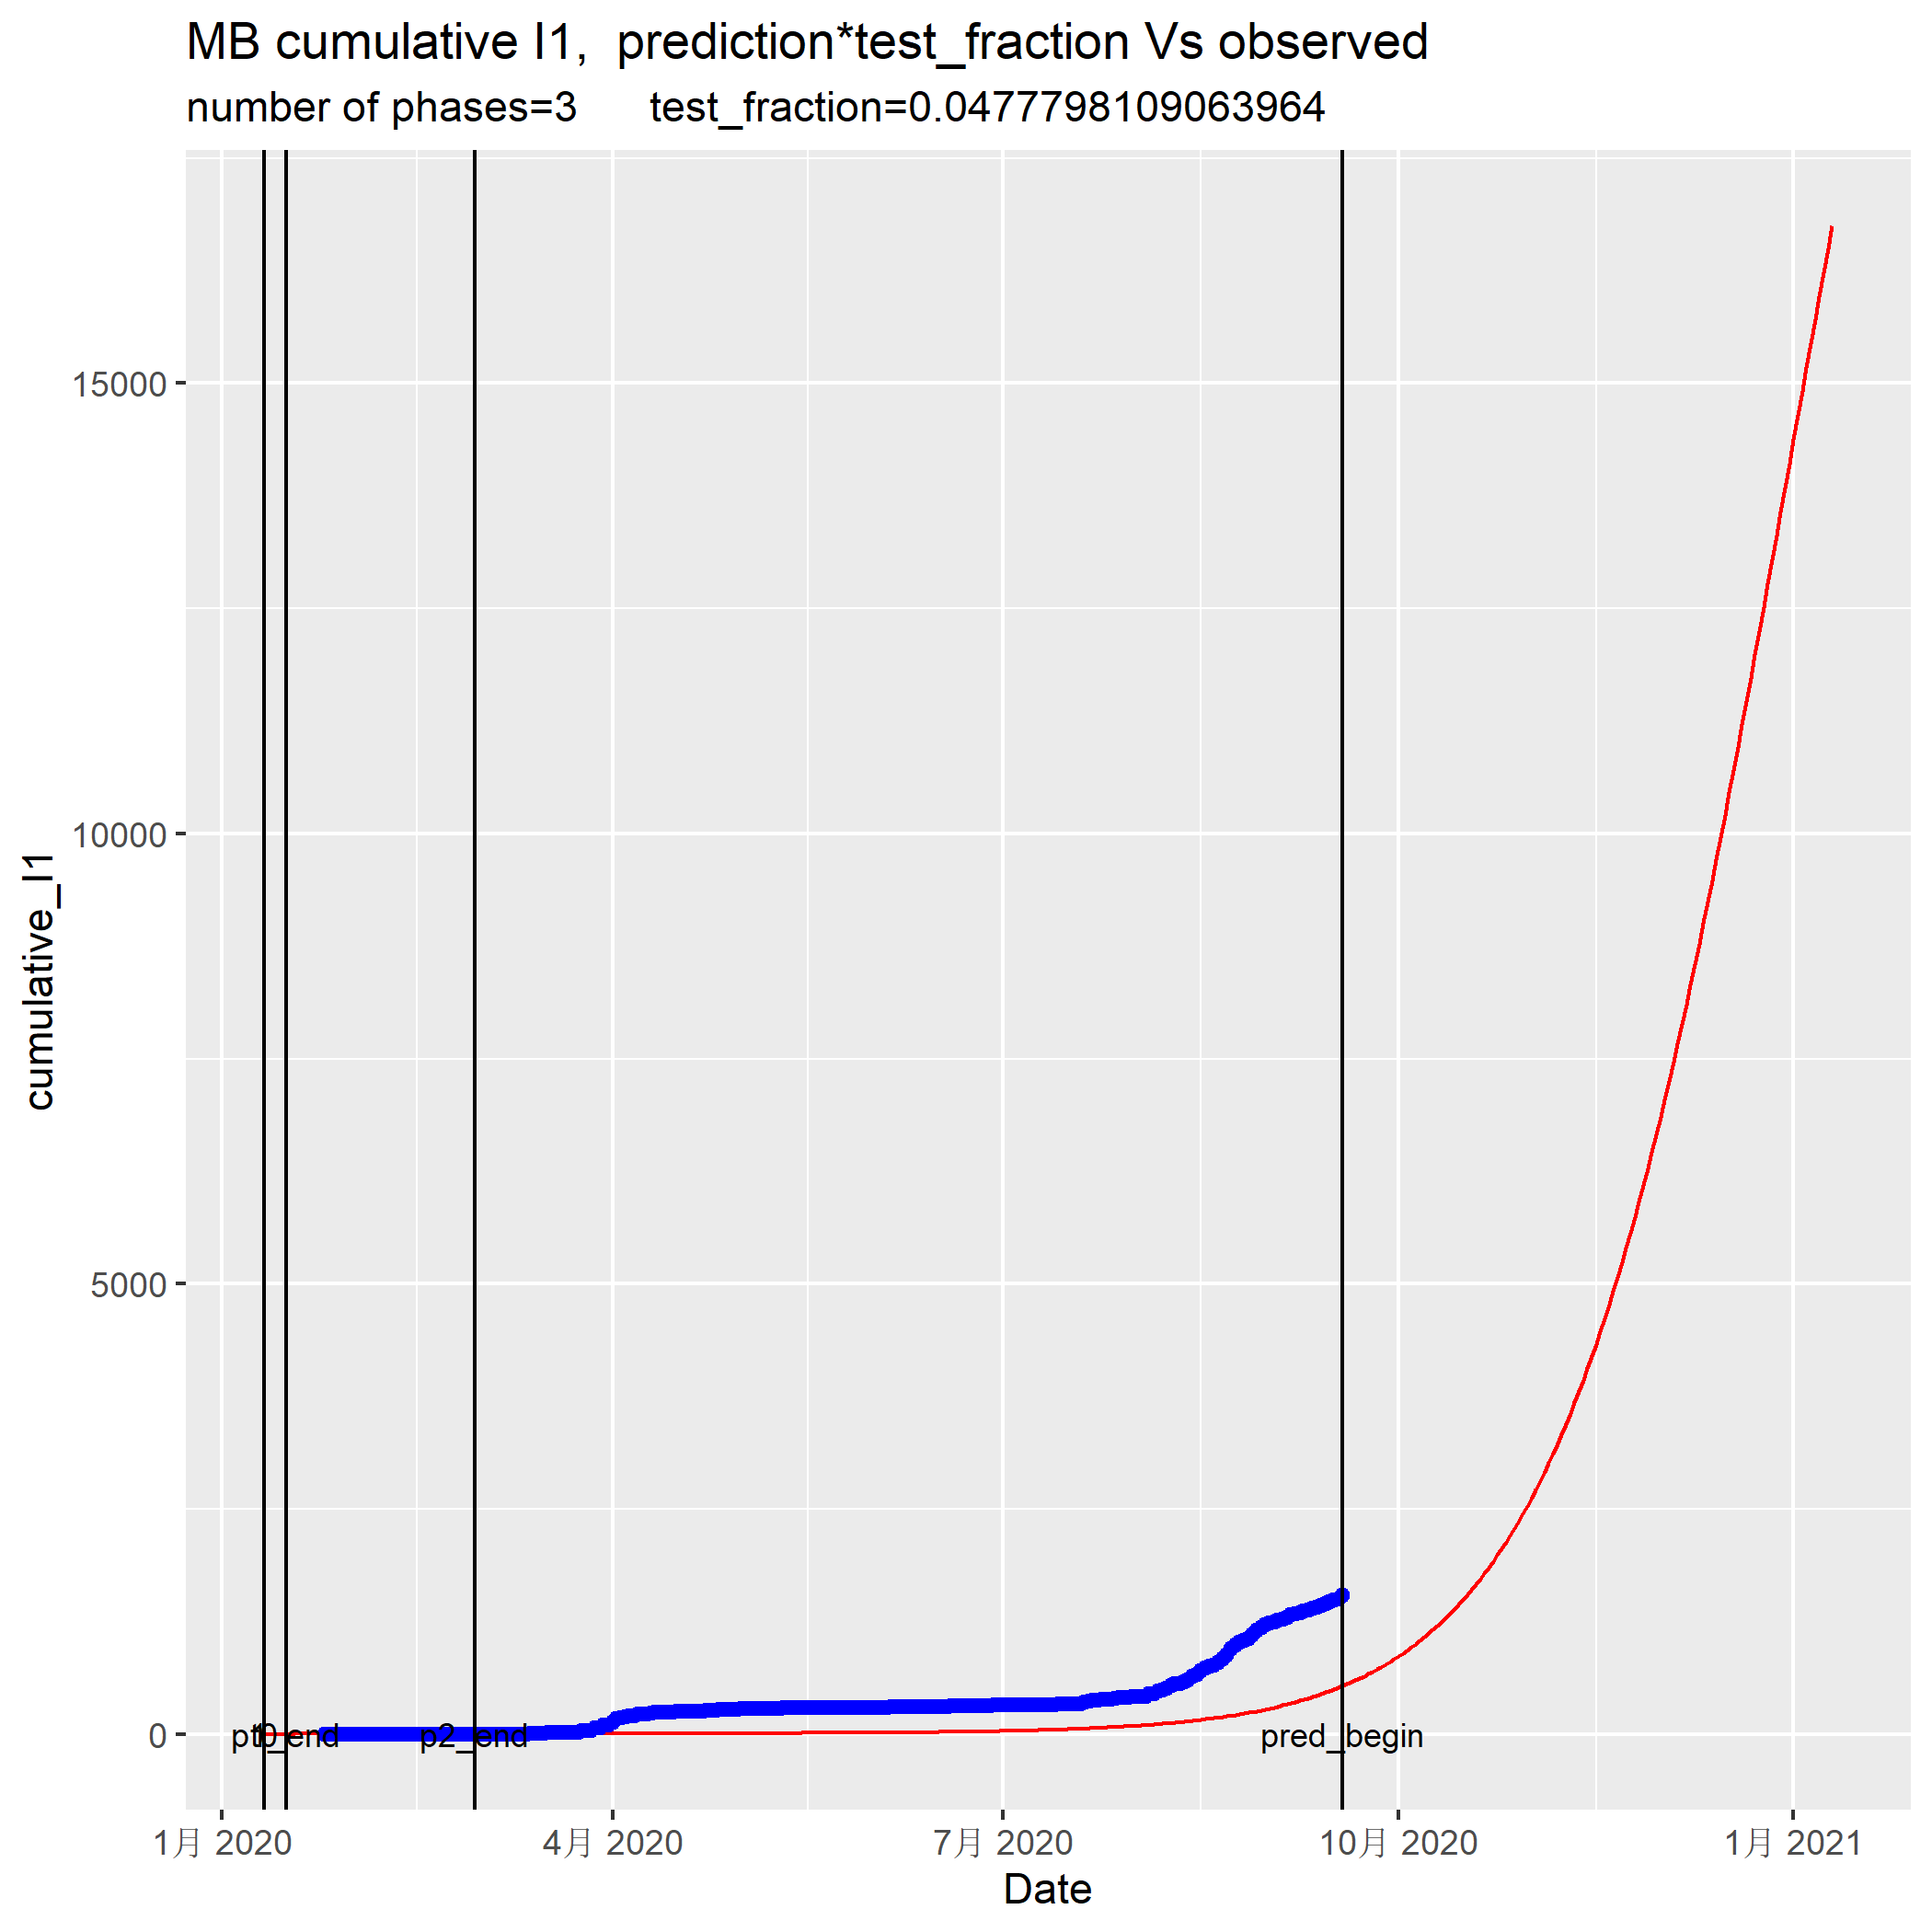 MB cumulative I1,  prediction*test_fraction Vs observed
number of phases=3      test_fraction=0.0477798109063964
cumulative_I1
15000
10000
5000
0
p2_end
pred_begin
1月 2020
4月 2020
7月 2020
10月 2020
1月 2021
Date